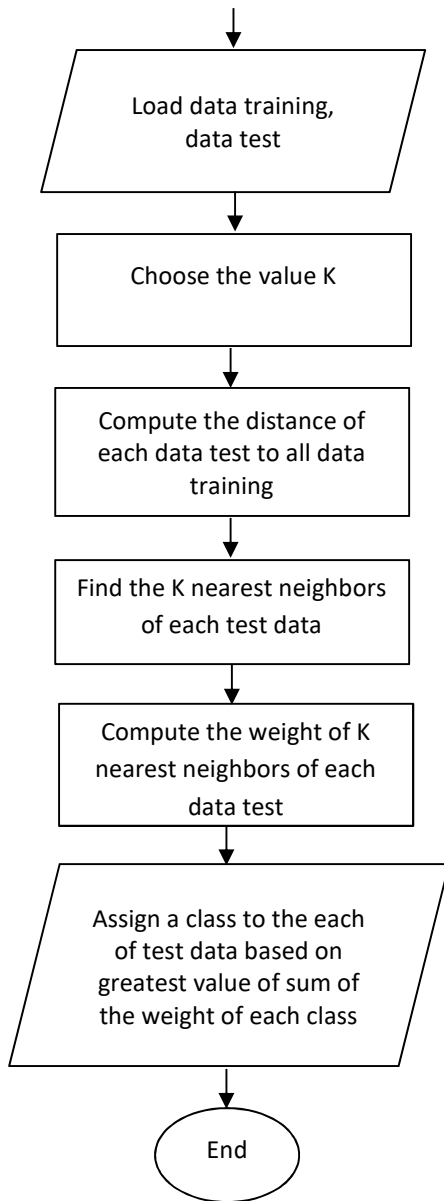 Load data training,
data test
Choose the value K
Compute the distance of
each data test to all data
training
Find the K nearest neighbors
of each test data
Compute the weight of K
nearest neighbors of each
data test
Assign a class to the each
of test data based on
greatest value of sum of
the weight of each class
End